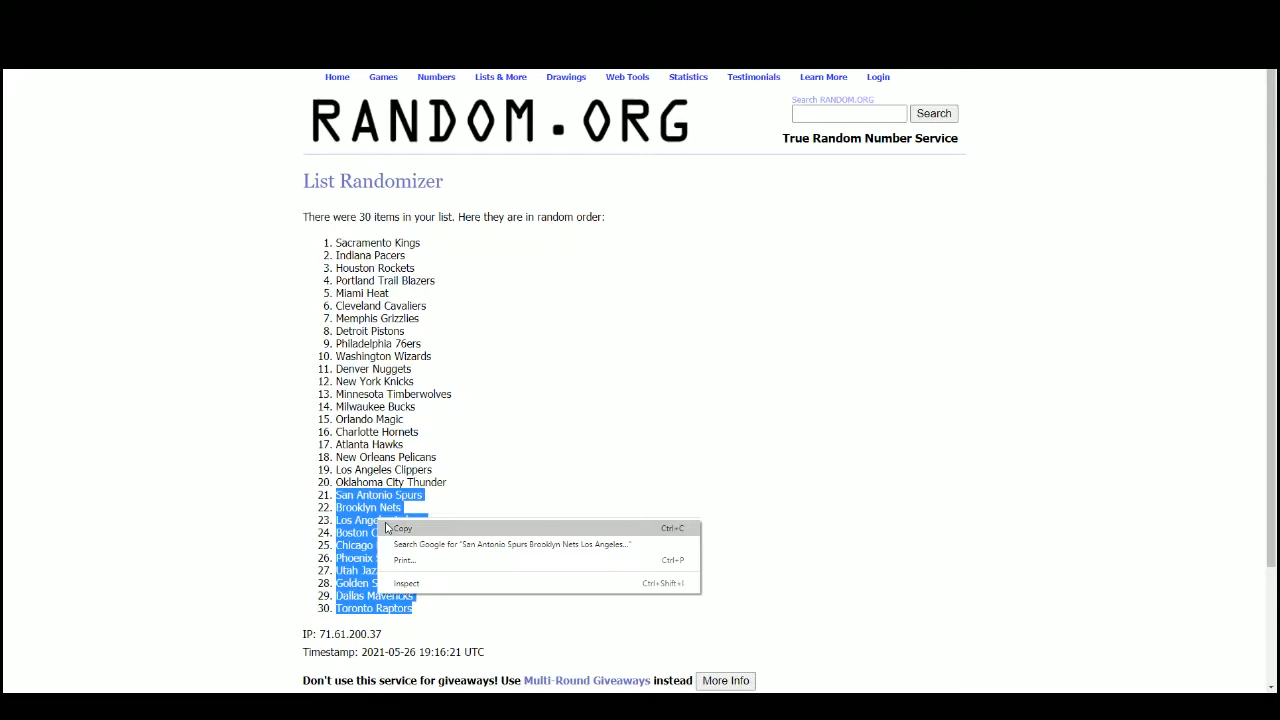 Home Games Numbers Lists & More Drawings Web Tools Statistics Testimonials Learn More Login
RANDOM.ORG
Search RANDOM.ORG
Search
True Random Number Service
List Randomizer
There were 30 items in your list. Here they are in random order:
1. Sacramento Kings
2. Indiana Pacers
3. Houston Rockets
4. Portland Trail Blazers
5. Miami Heat
6. Cleveland Cavaliers
7. Memphis Grizzlies
8. Detroit Pistons
9. Philadelphia 76ers
10. Washington Wizards
11. Denver Nuggets
12. New York Knicks
13. Minnesota Timberwolves
14. Milwaukee Bucks
15. Orlando Magic
16. Charlotte Hornets
17. Atlanta Hawks
18. New Orleans Pelicans
19. Los Angeles Clippers
20. Oklahoma City Thunder
21. San Antonio Spurs
22. Brooklyn Nets
23. Los Ange
24. Boston C
25. Chicago
26. Phoenix
27. Utah Jaz
28. Golden S
29. Dallas Mavericks
30. Toronto Raptors
Copy Ctrl+C
Search Google for "San Antonio Spurs Brooklyn Nets Los Angeles..."
Print... Ctrl+P
Inspect Ctrl+Shift+I
IP: 71.61.200.37
Timestamp: 2021-05-26 19:16:21 UTC
Don't use this service for giveaways! Use Multi-Round Giveaways instead More Info